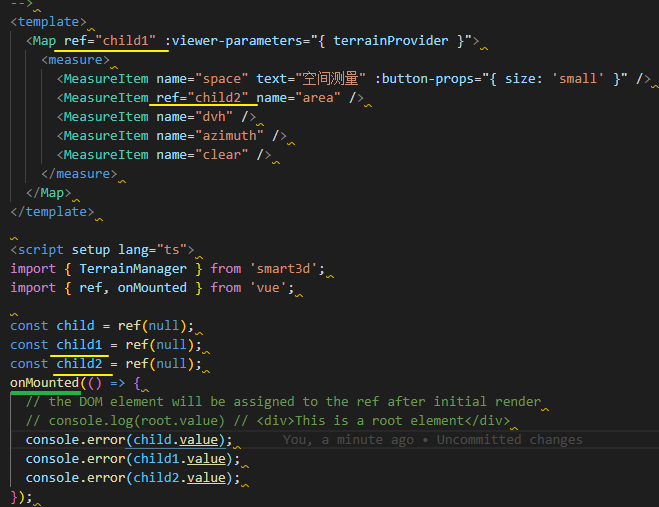 -->
<template>
<Map ref="child1" :viewer-parameters="{ terrainProvider }">
<measure>
<MeasureItem name="space" text="空间测量" :button-props="{ size: 'small' }" />
<MeasureItem ref="child2" name="area" />
<MeasureItem name="dvh" />
<MeasureItem name="azimuth" />
<MeasureItem name="clear" />
</measure>
</Map>
</template>
<script setup lang="ts">
import { TerrainManager } from 'smart3d';
import { ref, onMounted } from 'vue';
const child = ref(null);
const child1 = ref(null);
const child2 = ref(null);
onMounted(() => {
// the DOM element will be assigned to the ref after initial render
// console.log(root.value) // <div>This is a root element</div>
console.error(child.value); You, a minute ago • Uncommitted changes
console.error(child1.value);
console.error(child2.value);
});